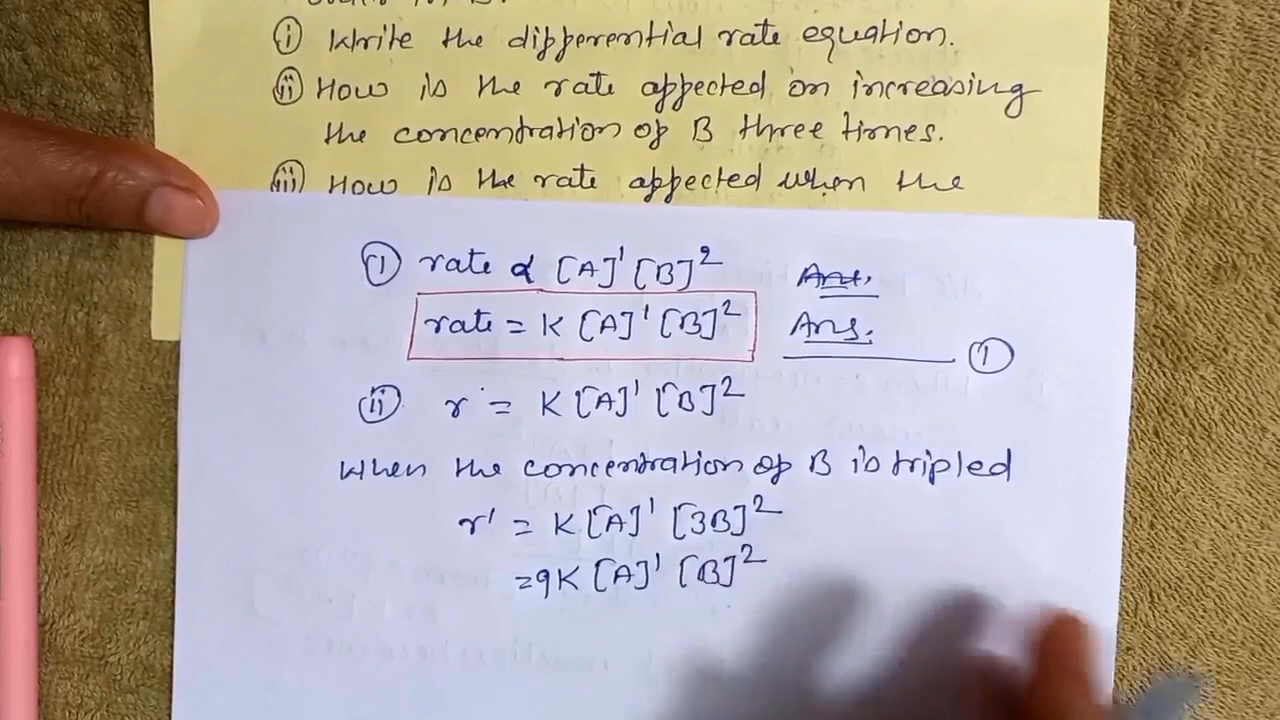 ⓘ Write the differential rate equation.
ⓘⓘ How is the rate affected on increasing
the concentration of B three times.
ⓘⓘⓘ How is the rate affected when the
① rate ∝ [A]¹ [B]² Ans.
rate = K [A]¹ [B]² Ans. ①
ⓘⓘ r = K [A]¹ [B]²
When the concentration of B is tripled
r' = K [A]¹ [3B]²
= 9K [A]¹ [B]²